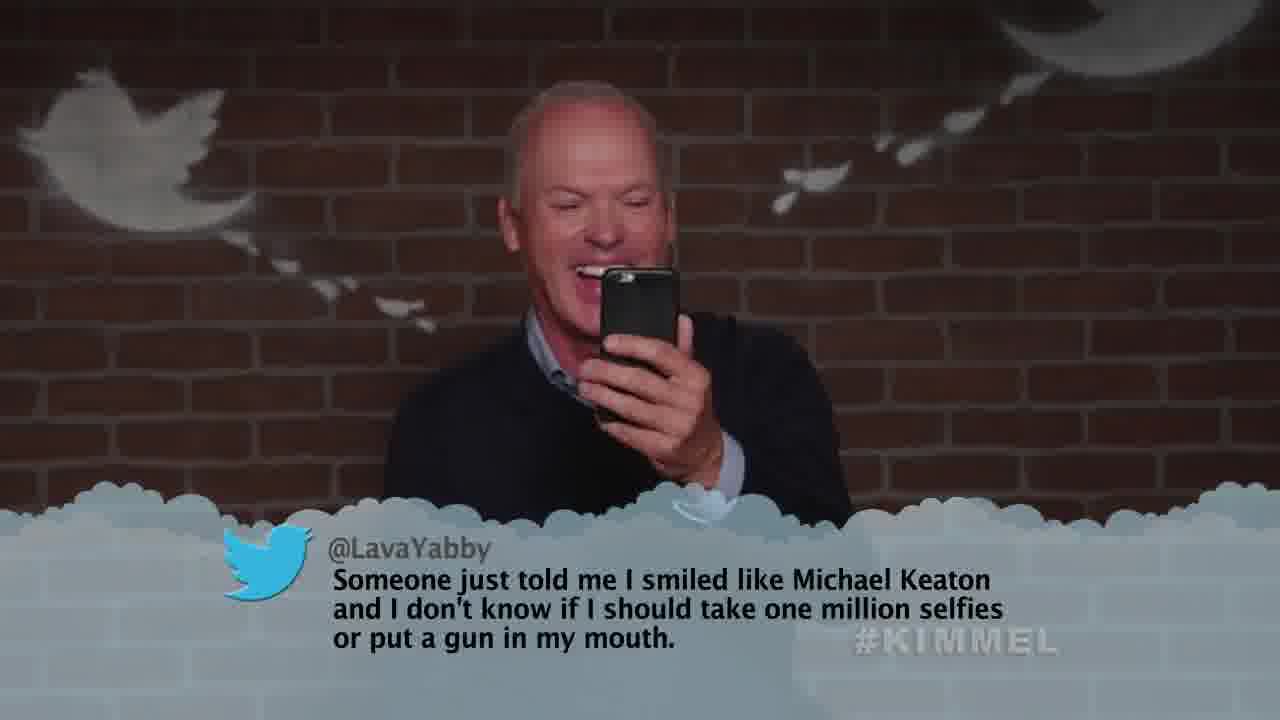 @LavaYabby
Someone just told me I smiled like Michael Keaton
and I don't know if I should take one million selfies
or put a gun in my mouth.
#KIMMEL